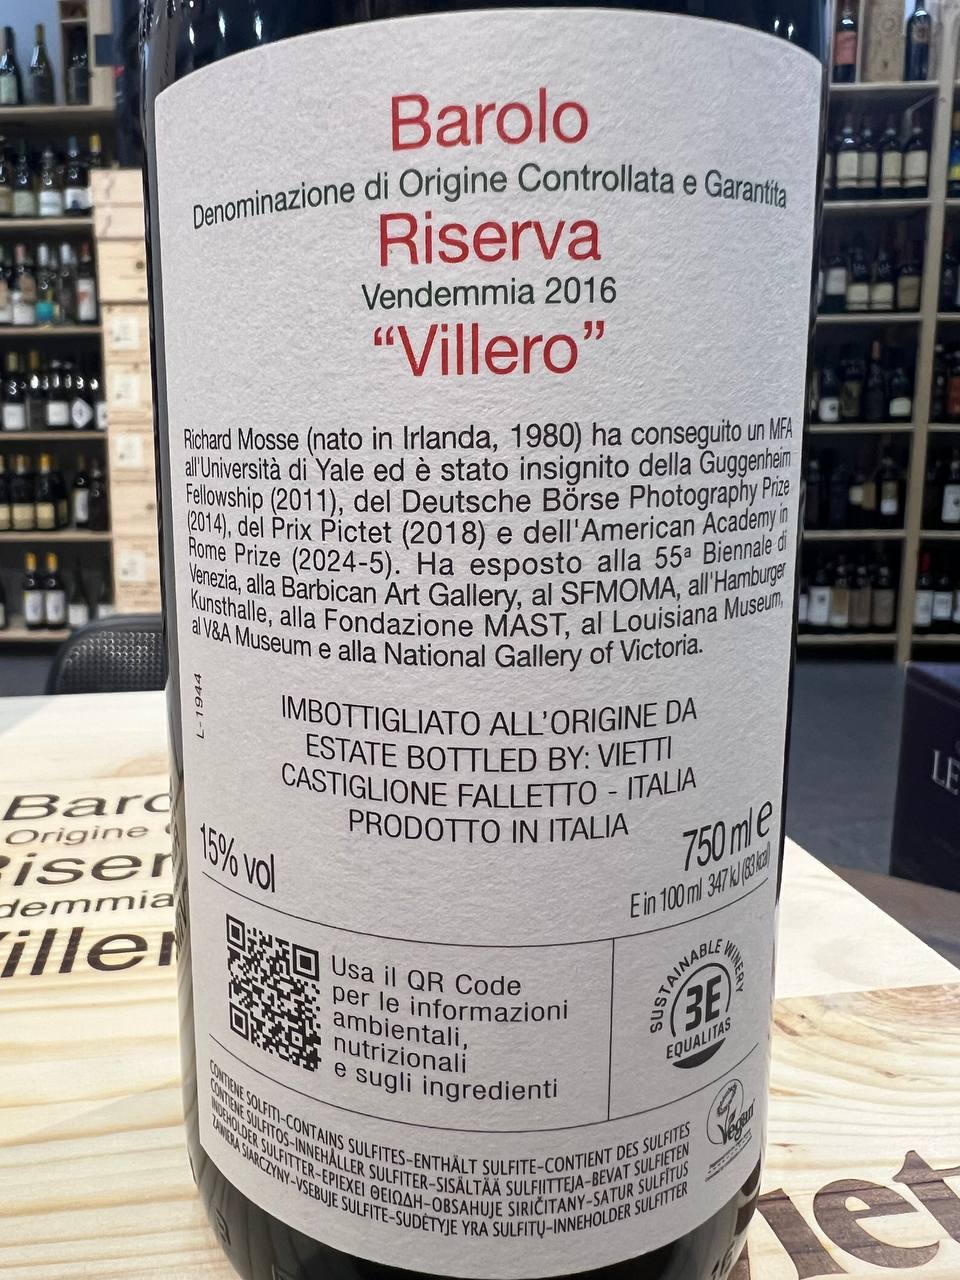 Barolo
Denominazione di Origine Controllata e Garantita
Riserva
Vendemmia 2016
“Villero”
Richard Mosse (nato in Irlanda, 1980) ha conseguito un MFA
all'Università di Yale ed è stato insignito della Guggenheim
Fellowship (2011), del Deutsche Börse Photography Prize
(2014), del Prix Pictet (2018) e dell'American Academy in
Rome Prize (2024-5). Ha esposto alla 55ª Biennale di
Venezia, alla Barbican Art Gallery, al SFMOMA, all'Hamburger
Kunsthalle, alla Fondazione MAST, al Louisiana Museum,
al V&A Museum e alla National Gallery of Victoria.
L-1944
IMBOTTIGLIATO ALL'ORIGINE DA
ESTATE BOTTLED BY: VIETTI
CASTIGLIONE FALLETTO - ITALIA
PRODOTTO IN ITALIA
15% vol
750 ml e
E in 100 ml 347 kJ (83 kcal)
Usa il QR Code
per le informazioni
ambientali,
nutrizionali
e sugli ingredienti
SUSTAINABLE WINERY
3E
EQUALITAS
Vegan
CONTIENE SOLFITI-CONTAINS SULFITES-ENTHÄLT SULFITE-CONTIENT DES SULFITES
CONTIENE SULFITOS-INNEHÅLLER SULFITER-SISÄLTÄÄ SULFIITTEJA-BEVAT SULFIETEN
INDEHOLDER SULFITTER-ΕΡΙΕΧΕΙ ΘΕΙΩΔΗ-OBSAHUJE SIRIČITANY-SATUR SULFITUS
ZAWIERA SIARCZYNY-VSEBUJE SULFITE-SUDĖTYJE YRA SULFITŲ-INNEHOLDER SULFITTER
Baro
Origine
Riser
demmia
Viller
LE
iet